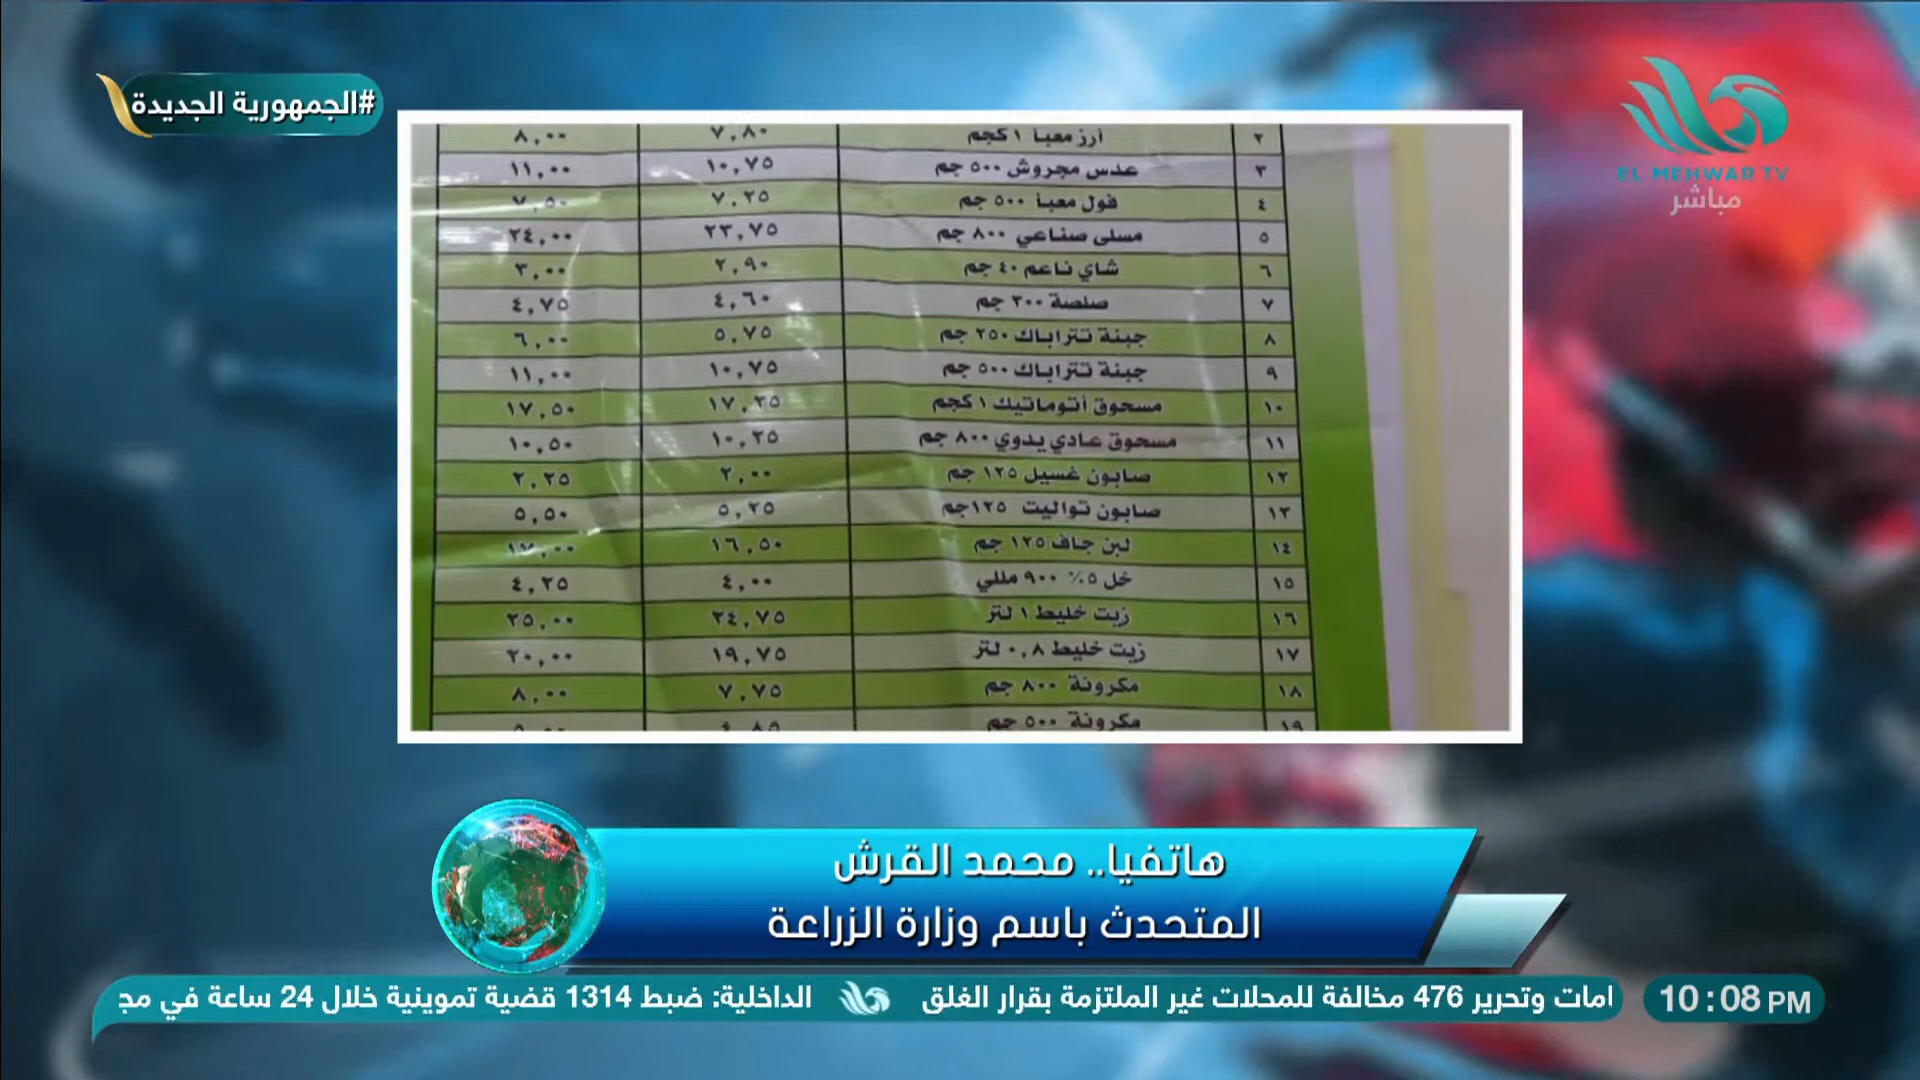 #الجمهورية الجديدة
EL MEHWAR TV
مباشر
٢ أرز معبأ ١ كجم ٧,٨٠ ٨,٠٠
٣ عدس مجروش ٥٠٠ جم ١٠,٧٥ ١١,٠٠
٤ فول معبأ ٥٠٠ جم ٧,٢٥ ٧,٥٠
٥ مسلى صناعي ٨٠٠ جم ٢٣,٧٥ ٢٤,٠٠
٦ شاي ناعم ٤٠ جم ٢,٩٠ ٣,٠٠
٧ صلصة ٣٠٠ جم ٤,٦٠ ٤,٧٥
٨ جبنة تتراباك ٢٥٠ جم ٥,٧٥ ٦,٠٠
٩ جبنة تتراباك ٥٠٠ جم ١٠,٧٥ ١١,٠٠
١٠ مسحوق أتوماتيك ١ كجم ١٧,٢٥ ١٧,٥٠
١١ مسحوق عادي يدوي ٨٠٠ جم ١٠,٢٥ ١٠,٥٠
١٢ صابون غسيل ١٢٥ جم ٢,٠٠ ٢,٢٥
١٣ صابون تواليت ١٢٥جم ٥,٢٥ ٥,٥٠
١٤ لبن جاف ١٢٥ جم ١٦,٥٠ ١٧,٠٠
١٥ خل ٥% ٩٠٠ مللي ٤,٠٠ ٤,٢٥
١٦ زيت خليط ١ لتر ٢٤,٧٥ ٢٥,٠٠
١٧ زيت خليط ٠,٨ لتر ١٩,٧٥ ٢٠,٠٠
١٨ مكرونة ٨٠٠ جم ٧,٧٥ ٨,٠٠
١٩ مكرونة ٥٠٠ جم ٤,٨٥
هاتفيا.. محمد القرش
المتحدث باسم وزارة الزراعة
امات وتحرير 476 مخالفة للمحلات غير الملتزمة بقرار الغلق الداخلية: ضبط 1314 قضية تموينية خلال 24 ساعة في مج
10:08 PM